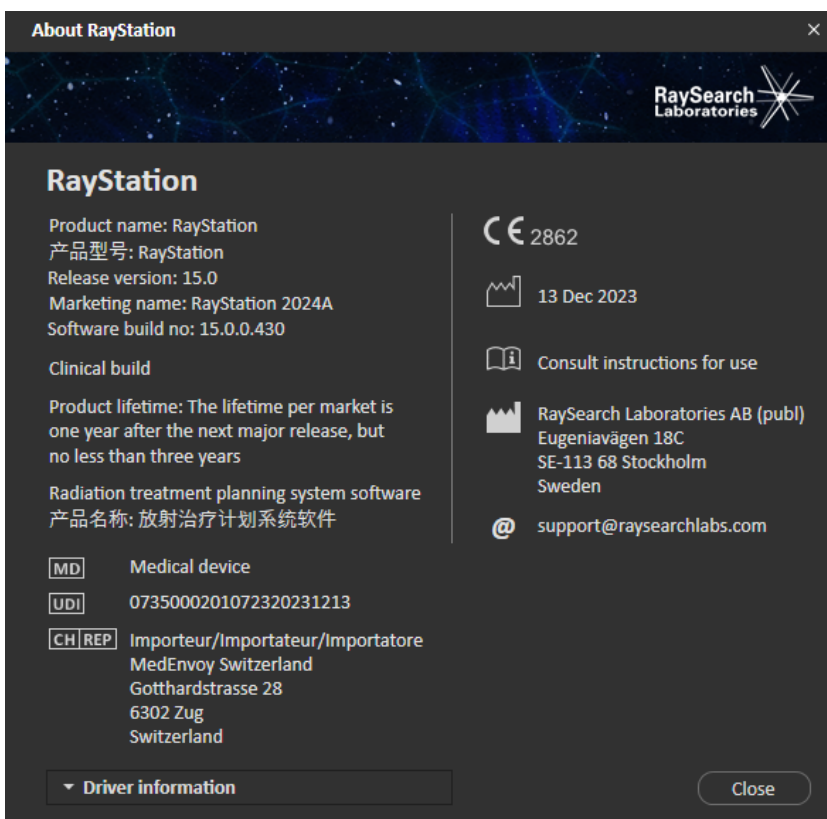 About RayStation
RaySearch
Laboratories
RayStation
Product name: RayStation
产品型号: RayStation
Release version: 15.0
Marketing name: RayStation 2024A
Software build no: 15.0.0.430
Clinical build
Product lifetime: The lifetime per market is
one year after the next major release, but
no less than three years
Radiation treatment planning system software
产品名称: 放射治疗计划系统软件
MD Medical device
UDI 0735000201072320231213
CH REP Importeur/Importateur/Importatore
MedEnvoy Switzerland
Gotthardstrasse 28
6302 Zug
Switzerland
CE 2862
13 Dec 2023
i Consult instructions for use
RaySearch Laboratories AB (publ)
Eugeniavägen 18C
SE-113 68 Stockholm
Sweden
@ support@raysearchlabs.com
Driver information
Close